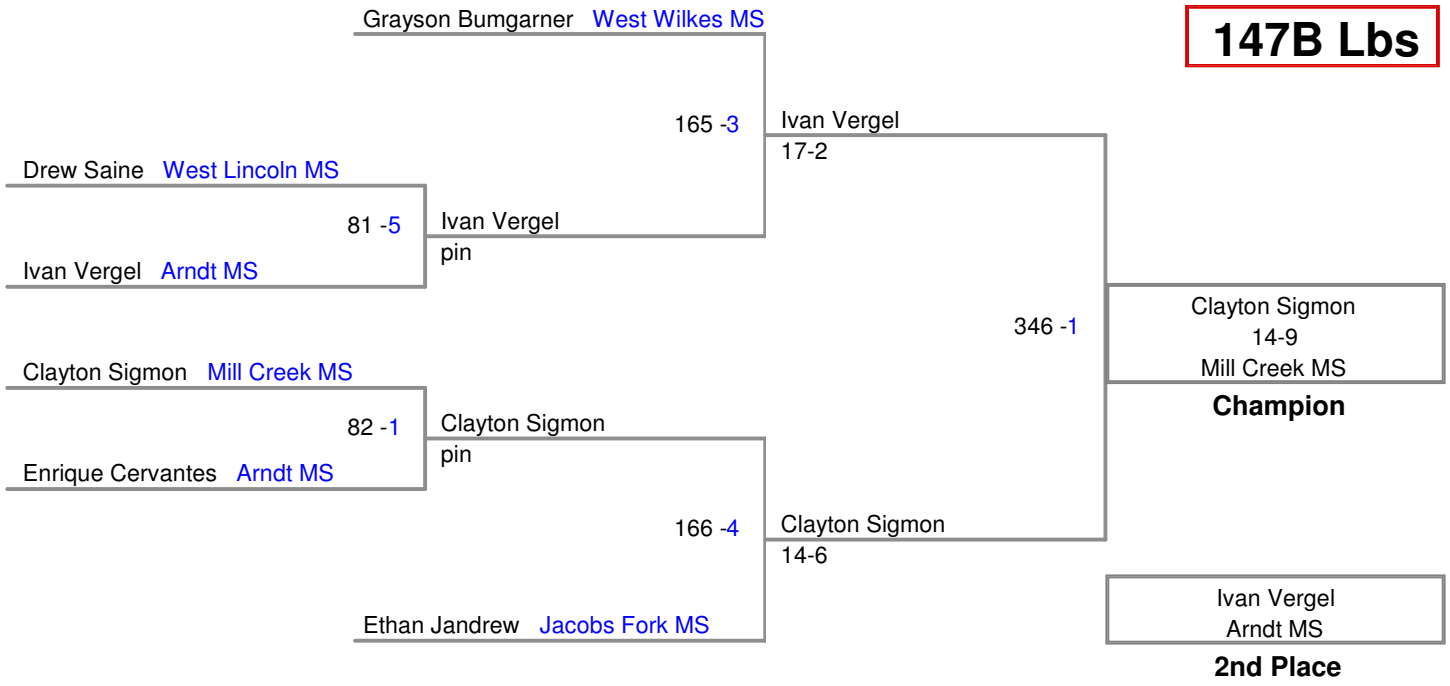 Grayson Bumgarner West Wilkes MS
147B Lbs
165 -3
Ivan Vergel
17-2
Drew Saine West Lincoln MS
81 -5
Ivan Vergel
pin
Ivan Vergel Arndt MS
346 -1
Clayton Sigmon
14-9
Mill Creek MS
Champion
Clayton Sigmon Mill Creek MS
82 -1
Clayton Sigmon
pin
Enrique Cervantes Arndt MS
166 -4
Clayton Sigmon
14-6
Ethan Jandrew Jacobs Fork MS
Ivan Vergel
Arndt MS
2nd Place